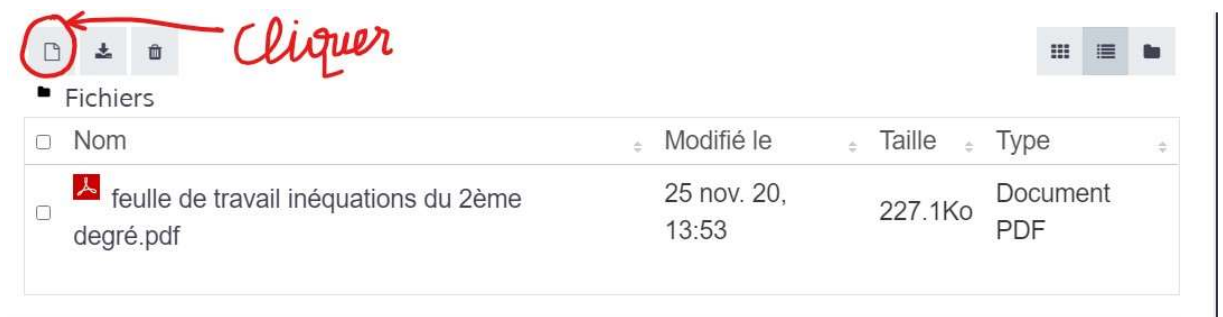 Cliquer
Fichiers
Nom Modifié le Taille Type
feulle de travail inéquations du 2ème
degré.pdf
25 nov. 20,
13:53
227.1Ko
Document
PDF